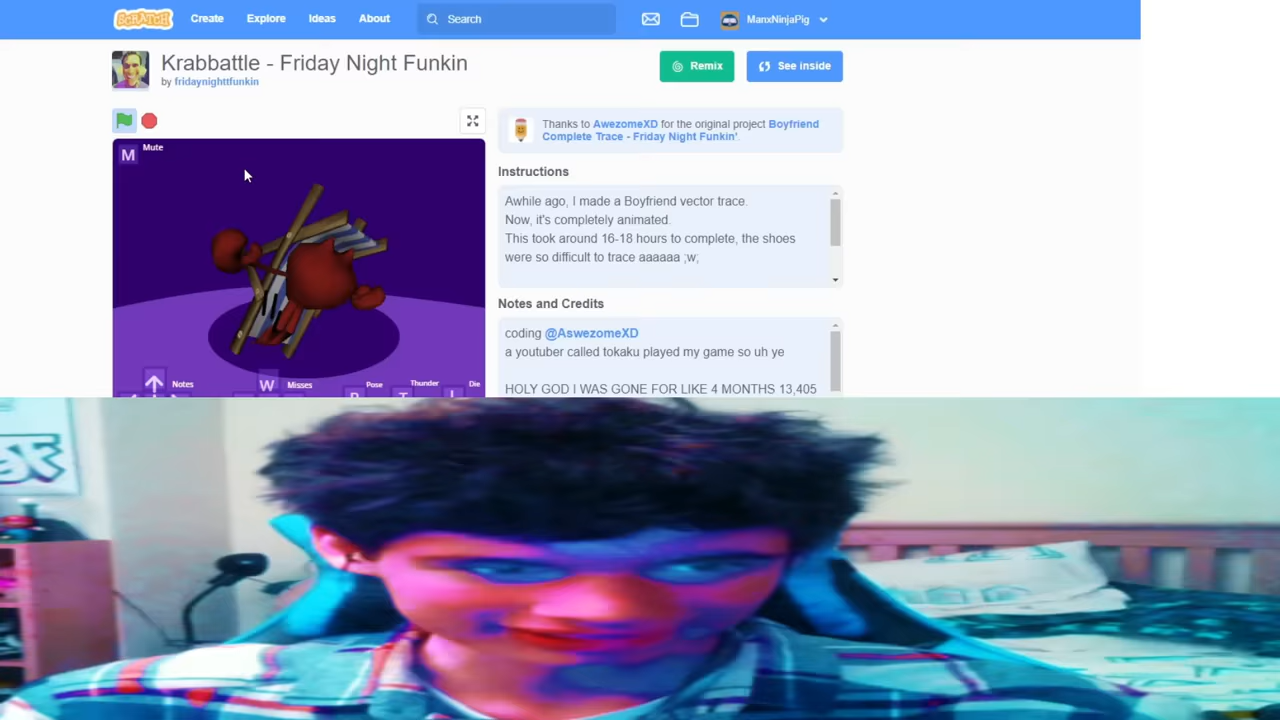 SCRATCH
Create
Explore
Ideas
About
Search
ManxNinjaPig
Krabbattle - Friday Night Funkin
by fridaynighttfunkin
Remix
See inside
M
Mute
Thanks to AwezomeXD for the original project Boyfriend
Complete Trace - Friday Night Funkin'.
Instructions
Awhile ago, I made a Boyfriend vector trace.
Now, it's completely animated.
This took around 16-18 hours to complete, the shoes
were so difficult to trace aaaaaa ;w;
Notes and Credits
coding @AswezomeXD
a youtuber called tokaku played my game so uh ye
HOLY GOD I WAS GONE FOR LIKE 4 MONTHS 13,405
Notes
W
Misses
Pose
Thunder
Die